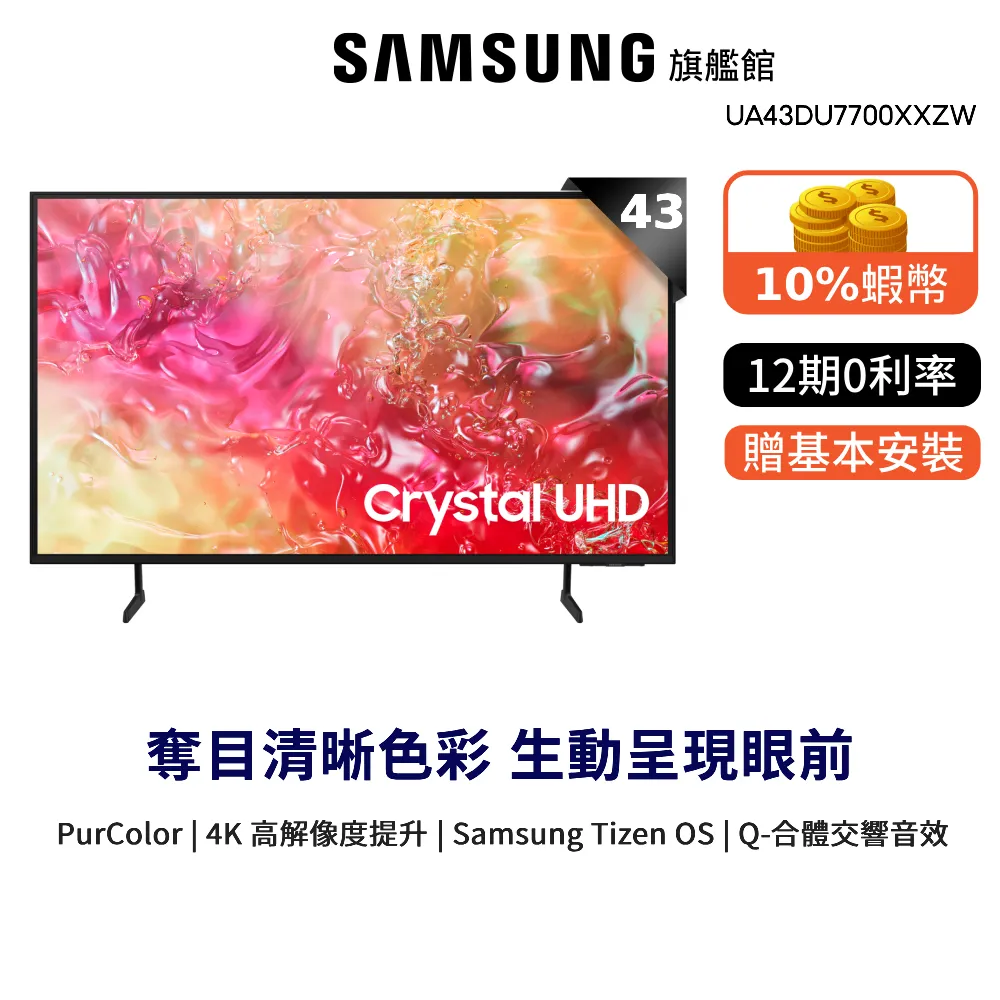 SAMSUNG 旗艦館
UA43DU7700XXZW
43
10%蝦幣
12期0利率
贈基本安裝
Crystal UHD
奪目清晰色彩 生動呈現眼前
PurColor | 4K 高解像度提升 | Samsung Tizen OS | Q-合體交響音效